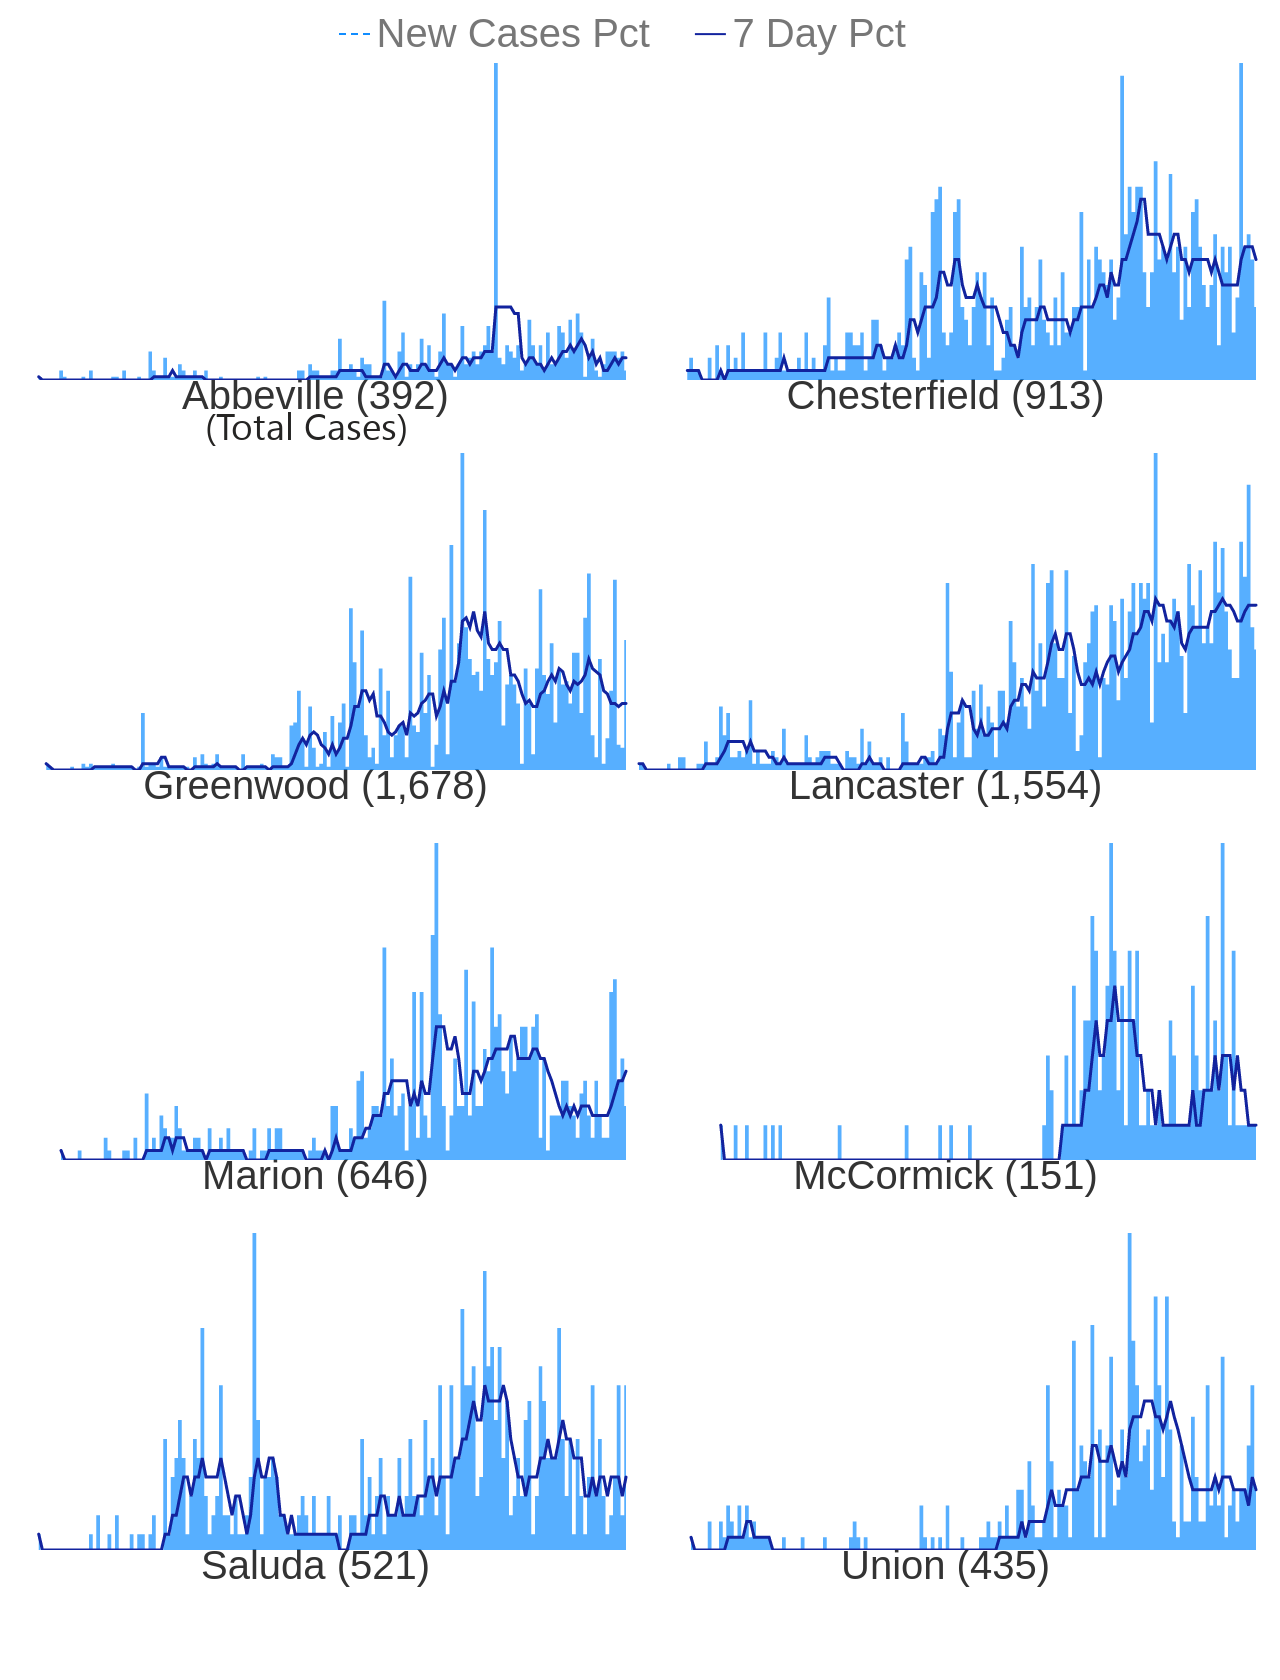 New Cases Pct 7 Day Pct
Abbeville (392) Chesterfield (913)
(Total Cases)
Greenwood (1,678) Lancaster (1,554)
Marion (646) McCormick (151)
Saluda (521) Union (435)